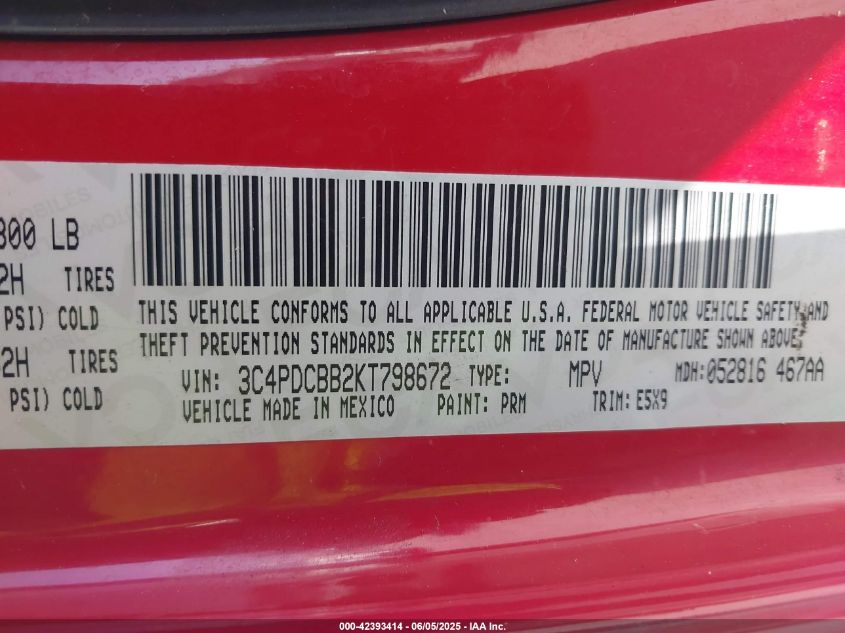 800 LB
2H TIRES
PSI) COLD
2H TIRES
PSI) COLD
THIS VEHICLE CONFORMS TO ALL APPLICABLE U.S.A. FEDERAL MOTOR VEHICLE SAFETY AND
THEFT PREVENTION STANDARDS IN EFFECT ON THE DATE OF MANUFACTURE SHOWN ABOVE.
VIN: 3C4PDCBB2KT798672 TYPE: MPV MDH:052816 467AA
VEHICLE MADE IN MEXICO PAINT: PRM TRIM: E5X9
000-42393414 - 06/05/2025 - IAA Inc.